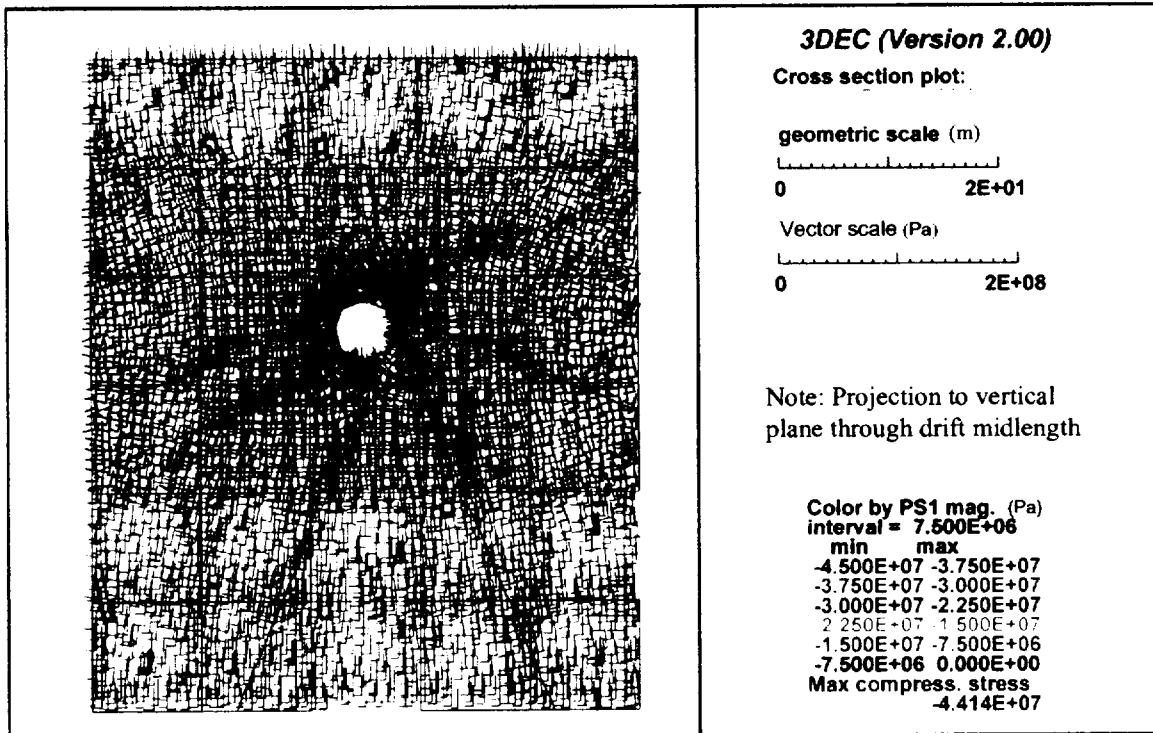 3DEC (Version 2.00)
Cross section plot:
geometric scale (m)
0 2E+01
Vector scale (Pa)
0 2E+08
Note: Projection to vertical
plane through drift midlength
Color by PS1 mag. (Pa)
interval = 7.500E+06
min max
-4.500E+07 -3.750E+07
-3.750E+07 -3.000E+07
-3.000E+07 -2.250E+07
2.250E+07 -1.500E+07
-1.500E+07 -7.500E+06
-7.500E+06 0.000E+00
Max compress. stress
-4.414E+07